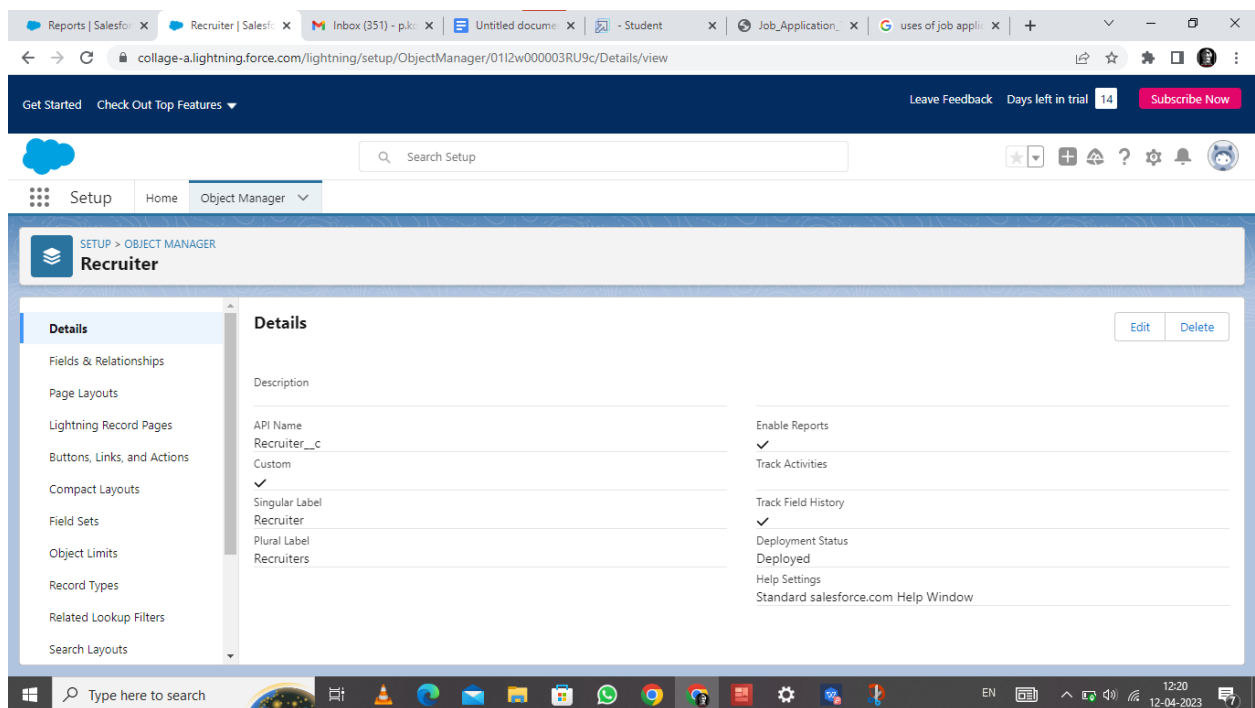 Reports | Salesfor
Recruiter | Salesfc
Inbox (351) - p.ko
Untitled documen
- Student
Job_Application_
uses of job applic
collage-a.lightning.force.com/lightning/setup/ObjectManager/01I2w000003RU9c/Details/view
Get Started Check Out Top Features
Leave Feedback Days left in trial 14 Subscribe Now
Search Setup
Setup Home Object Manager
SETUP > OBJECT MANAGER
Recruiter
Details
Fields & Relationships
Page Layouts
Lightning Record Pages
Buttons, Links, and Actions
Compact Layouts
Field Sets
Object Limits
Record Types
Related Lookup Filters
Search Layouts
Details
Edit Delete
Description
API Name
Recruiter__c
Custom
Singular Label
Recruiter
Plural Label
Recruiters
Enable Reports
Track Activities
Track Field History
Deployment Status
Deployed
Help Settings
Standard salesforce.com Help Window
Type here to search
EN
12:20
12-04-2023